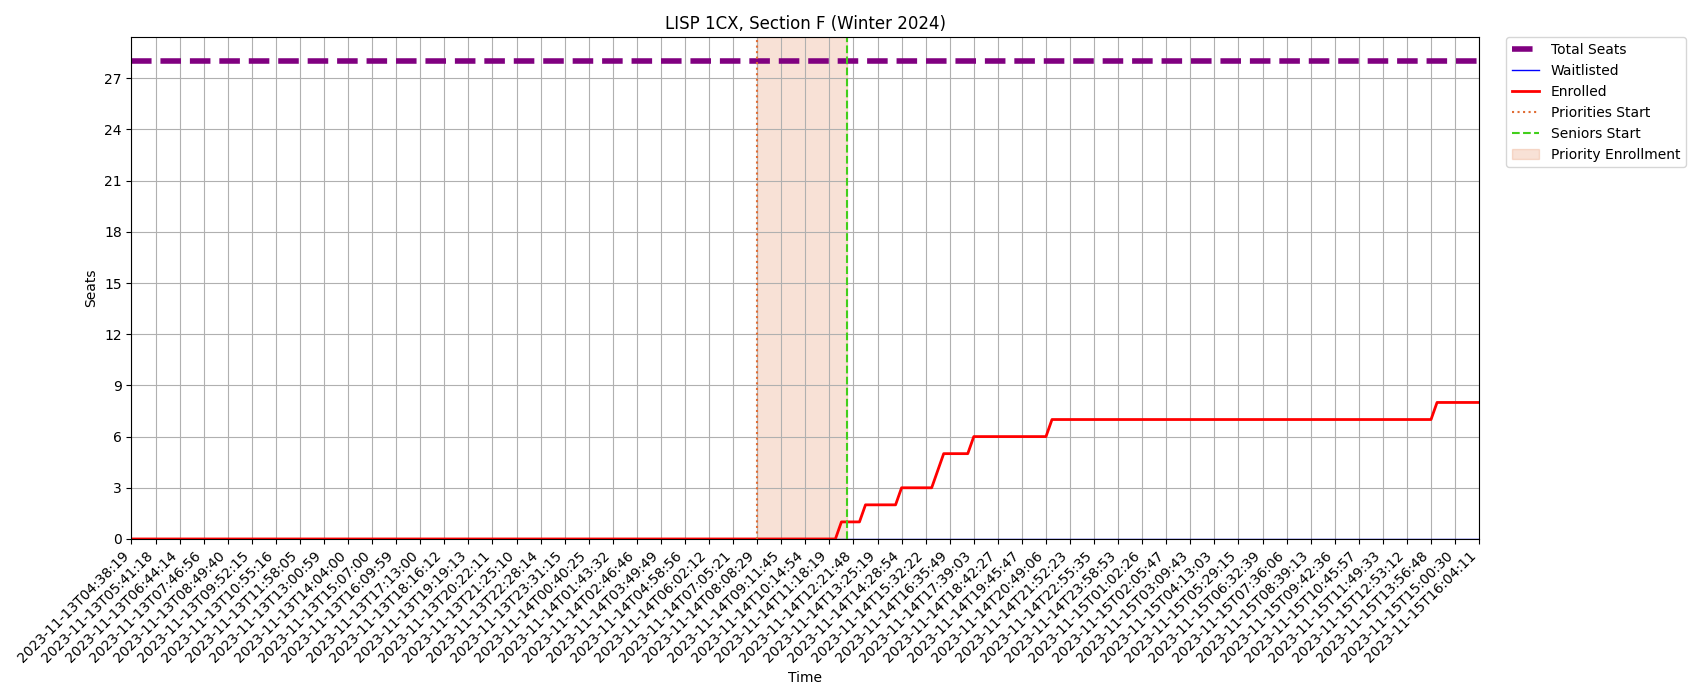 LISP 1CX, Section F (Winter 2024)
Total Seats
Waitlisted
Enrolled
Priorities Start
Seniors Start
Priority Enrollment
Seats
27
24
21
18
15
12
9
6
3
0
2023-11-13T04:38:19
2023-11-13T05:41:18
2023-11-13T06:44:14
2023-11-13T07:46:56
2023-11-13T08:49:40
2023-11-13T09:52:15
2023-11-13T10:55:16
2023-11-13T11:58:05
2023-11-13T13:00:59
2023-11-13T14:04:00
2023-11-13T15:07:00
2023-11-13T16:09:59
2023-11-13T17:13:00
2023-11-13T18:16:12
2023-11-13T19:19:13
2023-11-13T20:22:11
2023-11-13T21:25:10
2023-11-13T22:28:14
2023-11-13T23:31:15
2023-11-14T00:40:25
2023-11-14T01:43:32
2023-11-14T02:46:46
2023-11-14T03:49:49
2023-11-14T04:58:56
2023-11-14T06:02:12
2023-11-14T07:05:21
2023-11-14T08:08:29
2023-11-14T09:11:45
2023-11-14T10:14:54
2023-11-14T11:18:19
2023-11-14T12:21:48
2023-11-14T13:25:19
2023-11-14T14:28:54
2023-11-14T15:32:22
2023-11-14T16:35:49
2023-11-14T17:39:03
2023-11-14T18:42:27
2023-11-14T19:45:47
2023-11-14T20:49:06
2023-11-14T21:52:23
2023-11-14T22:55:35
2023-11-14T23:58:53
2023-11-15T01:02:26
2023-11-15T02:05:47
2023-11-15T03:09:43
2023-11-15T04:13:03
2023-11-15T05:29:15
2023-11-15T06:32:39
2023-11-15T07:36:06
2023-11-15T08:39:13
2023-11-15T09:42:36
2023-11-15T10:45:57
2023-11-15T11:49:33
2023-11-15T12:53:12
2023-11-15T13:56:48
2023-11-15T15:00:30
2023-11-15T16:04:11
Time